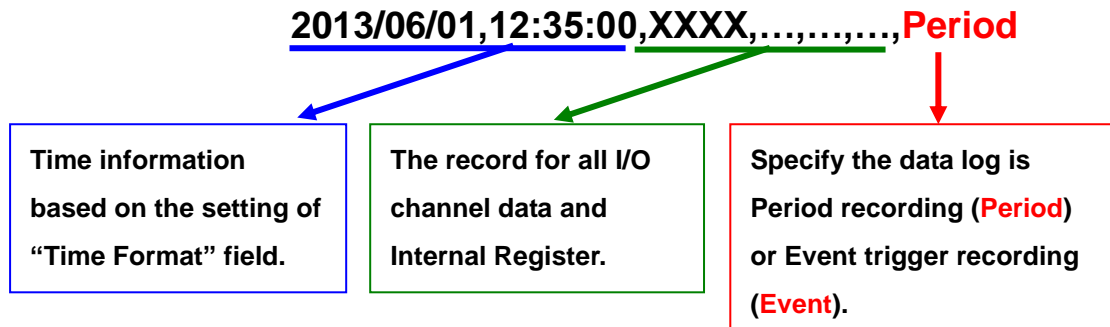 2013/06/01,12:35:00,XXXX,…,…,…,Period
Time information
based on the setting of
“Time Format” field.
The record for all I/O
channel data and
Internal Register.
Specify the data log is
Period recording (Period)
or Event trigger recording
(Event).